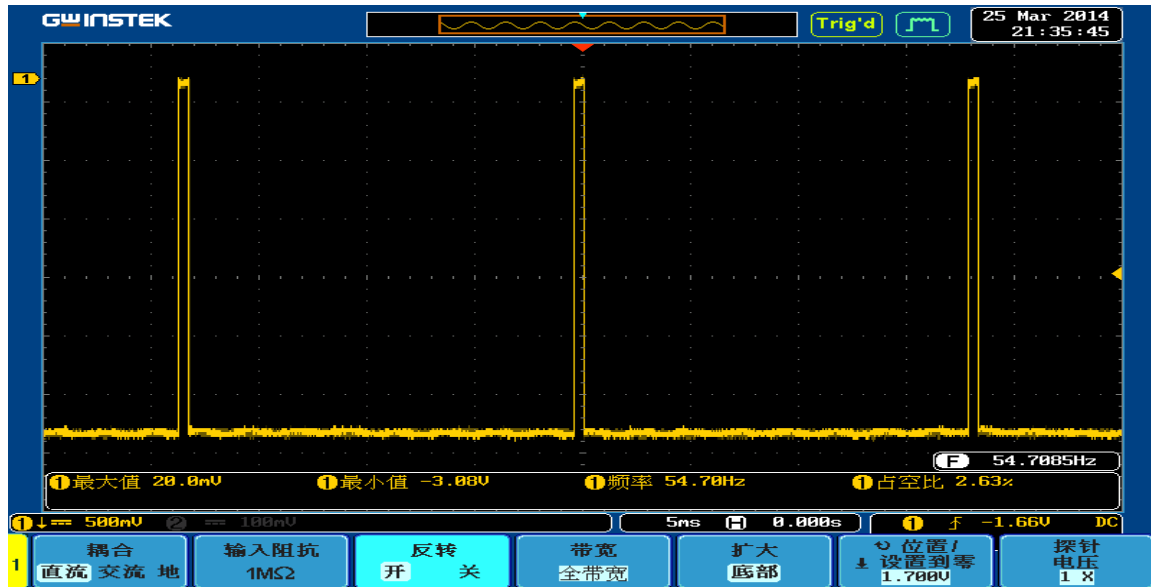 GWINSTEK
Trig'd
25 Mar 2014
21:35:45
1
F 54.7085Hz
1最大值 20.0mV 1最小值 -3.08V 1频率 54.70Hz 1占空比 2.63%
1 500mV 2 100mV 5ms H 0.000s 1 -1.66V DC
1
耦合
直流 交流 地
输入阻抗
1MΩ
反转
开 关
带宽
全带宽
扩大
底部
位置/
设置到零
1.700V
探针
电压
1 X